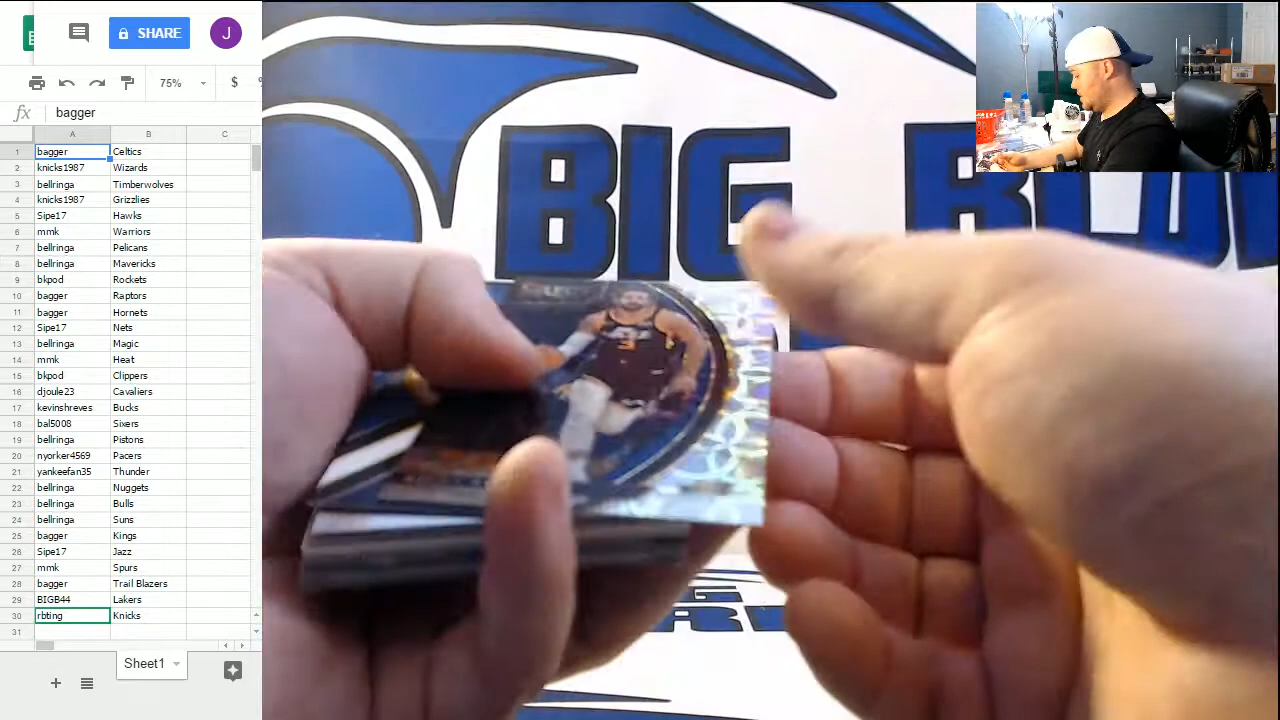 SHARE
J
75%
$
fx bagger
A B C
1 bagger Celtics
2 knicks1987 Wizards
3 bellringa Timberwolves
4 knicks1987 Grizzlies
5 Sipe17 Hawks
6 mmk Warriors
7 bellringa Pelicans
8 bellringa Mavericks
9 bkpod Rockets
10 bagger Raptors
11 bagger Hornets
12 Sipe17 Nets
13 bellringa Magic
14 mmk Heat
15 bkpod Clippers
16 djoule23 Cavaliers
17 kevinshreves Bucks
18 bal5008 Sixers
19 bellringa Pistons
20 nyorker4569 Pacers
21 yankeefan35 Thunder
22 bellringa Nuggets
23 bellringa Bulls
24 bellringa Suns
25 bagger Kings
26 Sipe17 Jazz
27 mmk Spurs
28 bagger Trail Blazers
29 BIGB44 Lakers
30 rbting Knicks
31
Sheet1
BIG BLU
SELECT
3